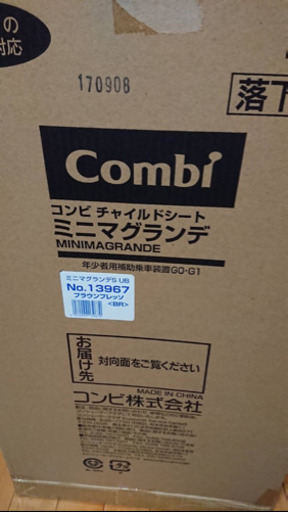 の
対応
170908
落下
Combi
コンビ チャイルドシート
ミニマグランデ
MINIMAGRANDE
年少者用補助乗車装置G0・G1
ミニマグランデS UB
No.13967
ブラウンプレッソ
<BR>
お届け先
対向面をご覧ください
MADE IN CHINA
コンビ株式会社